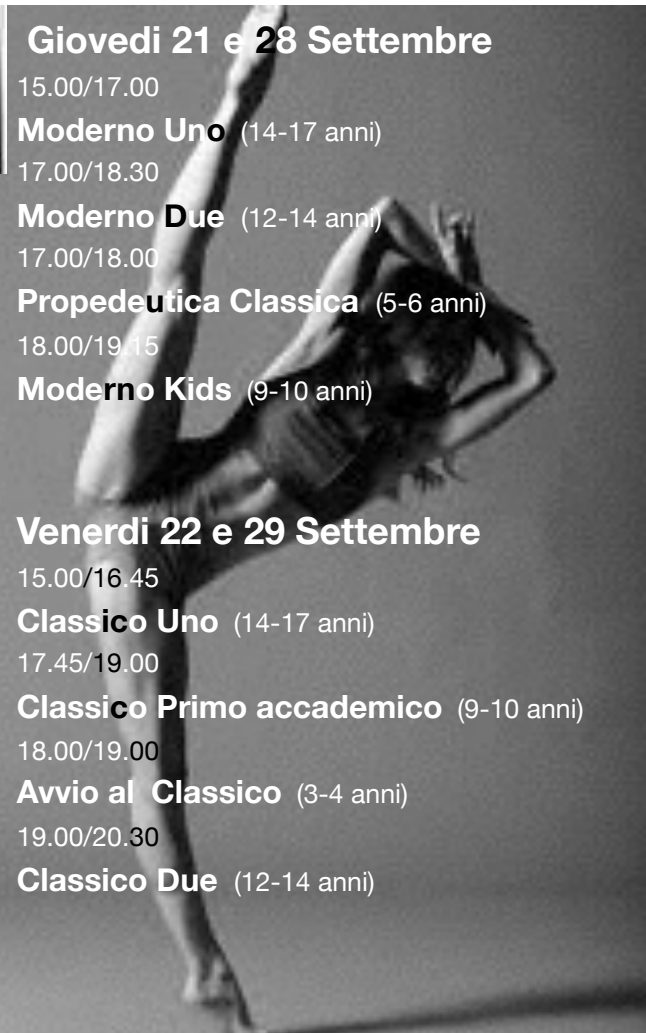 Giovedi 21 e 28 Settembre
15.00/17.00
Moderno Uno (14-17 anni)
17.00/18.30
Moderno Due (12-14 anni)
17.00/18.00
Propedeutica Classica (5-6 anni)
18.00/19.15
Moderno Kids (9-10 anni)
Venerdi 22 e 29 Settembre
15.00/16.45
Classico Uno (14-17 anni)
17.45/19.00
Classico Primo accademico (9-10 anni)
18.00/19.00
Avvio al Classico (3-4 anni)
19.00/20.30
Classico Due (12-14 anni)